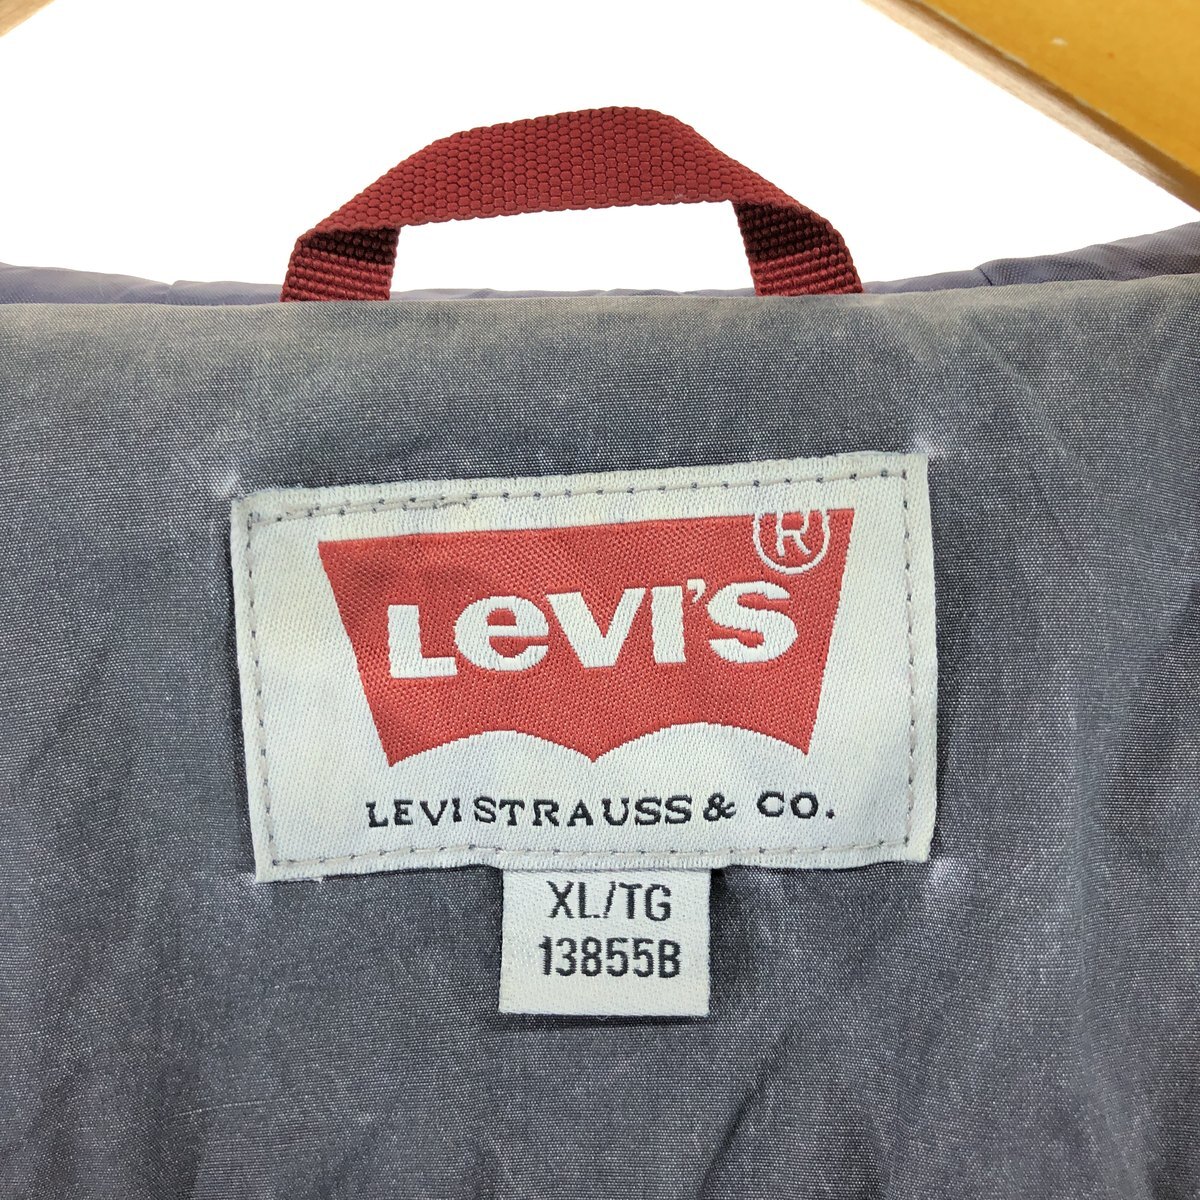 Levi's ®
LEVI STRAUSS & CO.
XL/TG
13855B